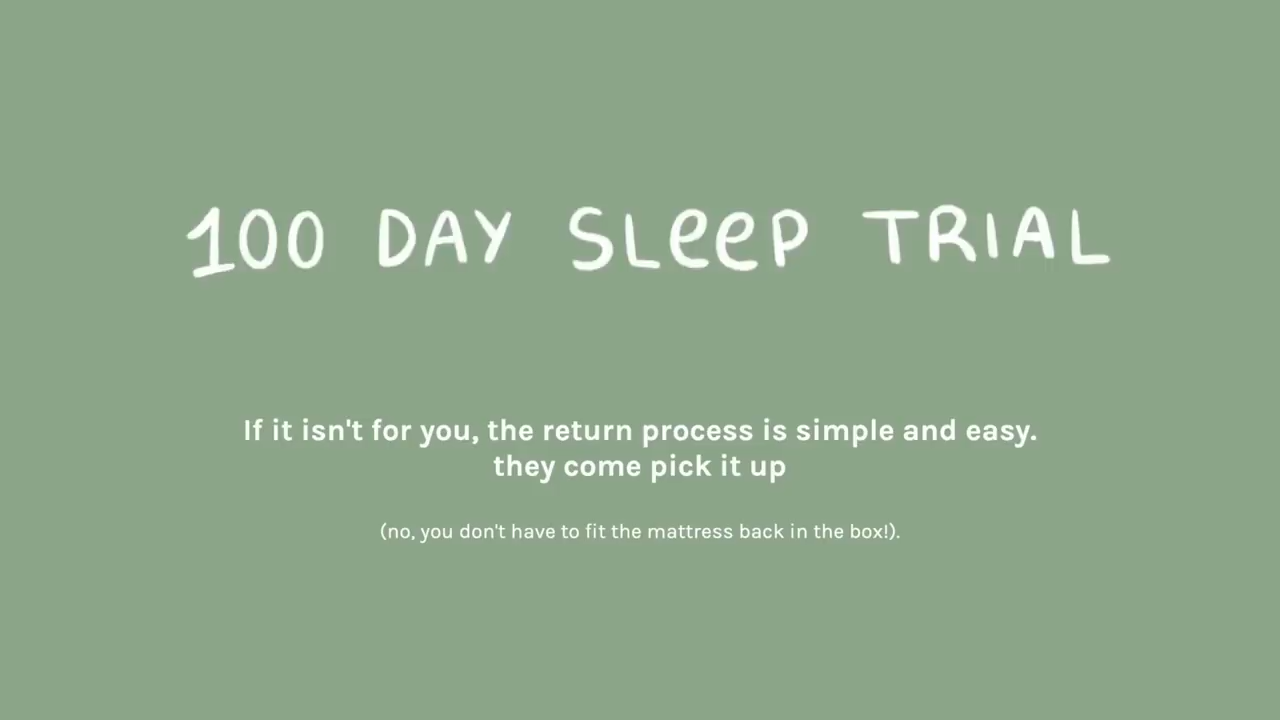 100 DAY SLeeP TRIAL
If it isn't for you, the return process is simple and easy.
they come pick it up
(no, you don't have to fit the mattress back in the box!).